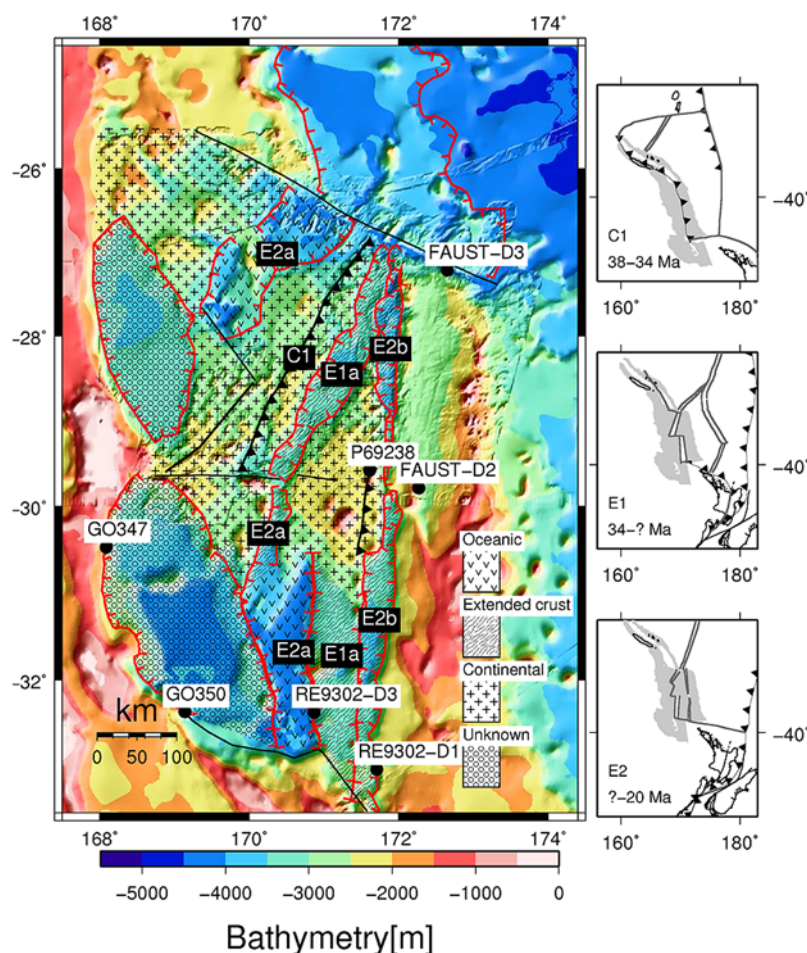 168° 170° 172° 174°
-26°
-28°
-30°
-32°
E2a
FAUST-D3
C1
E1a
E2b
P69238
FAUST-D2
GO347
E2a
Oceanic
Extended crust
E2b
E2a
E1a
Continental
GO350
RE9302-D3
km
Unknown
0 50 100
RE9302-D1
168° 170° 172° 174°
-5000 -4000 -3000 -2000 -1000 0
Bathymetry[m]
-40°
C1
38-34 Ma
160° 180°
-40°
E1
34-? Ma
160° 180°
-40°
E2
?-20 Ma
160° 180°